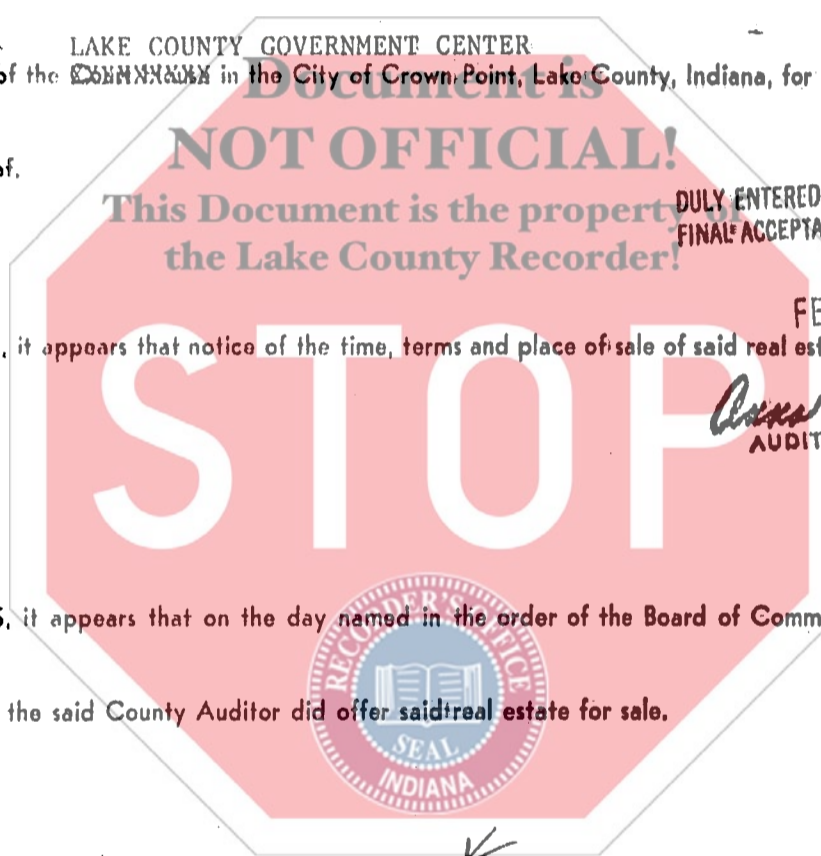 LAKE COUNTY GOVERNMENT CENTER
of the in the City of Crown Point, Lake County, Indiana, for
Document is
NOT OFFICIAL!
of.
This Document is the property of
the Lake County Recorder!
DULY ENTERED
FINAL ACCEPTA
FE
, it appears that notice of the time, terms and place of sale of said real est
STOP
AUDIT
S, it appears that on the day named in the order of the Board of Comm
the said County Auditor did offer said real estate for sale.
RECORDER'S OFFICE
SEAL
INDIANA